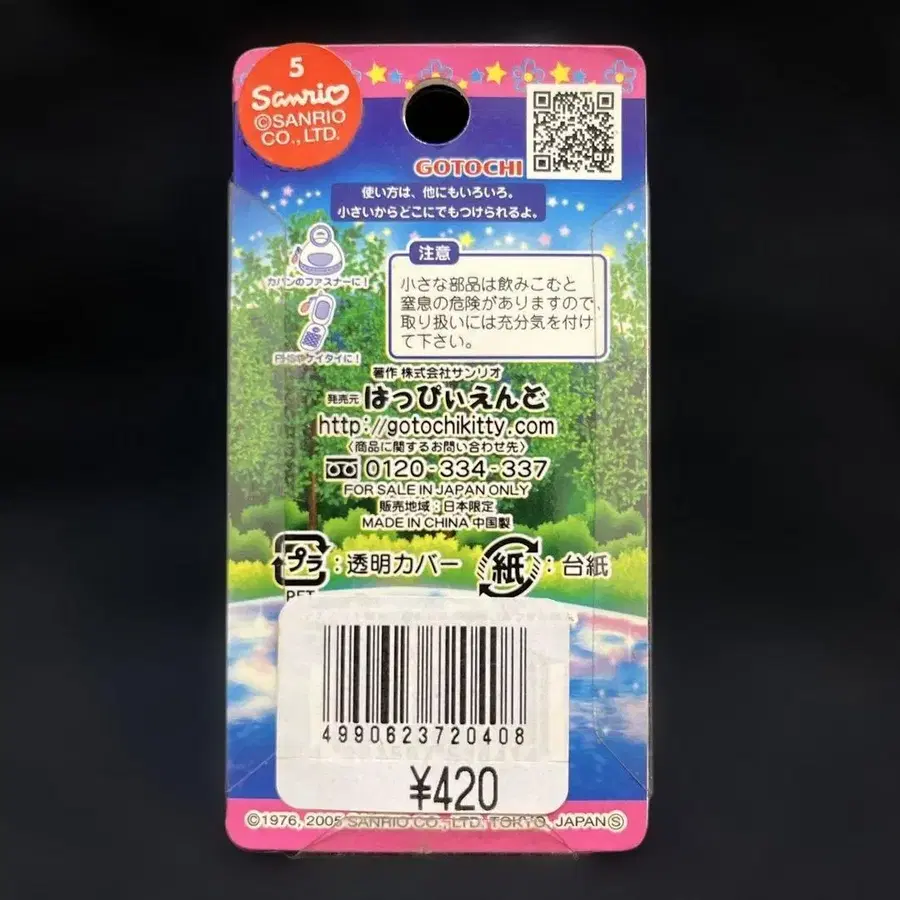 5
Sanrio
©SANRIO
CO., LTD.
GOTOCHI
使い方は、他にもいろいろ。
小さいからどこにでもつけられるよ。
カバンのファスナーに！
PHSやケイタイに！
注意
小さな部品は飲みこむと
窒息の危険がありますので、
取り扱いには充分気を付け
て下さい。
著作 株式会社サンリオ
発売元 はっぴぃえんど
http://gotochikitty.com
〈商品に関するお問い合わせ先〉
0120-334-337
FOR SALE IN JAPAN ONLY
販売地域：日本限定
MADE IN CHINA 中国製
プラ：透明カバー 紙：台紙
PET
4990623720408
¥420
©1976, 2005 SANRIO CO., LTD. TOKYO, JAPAN Ⓢ